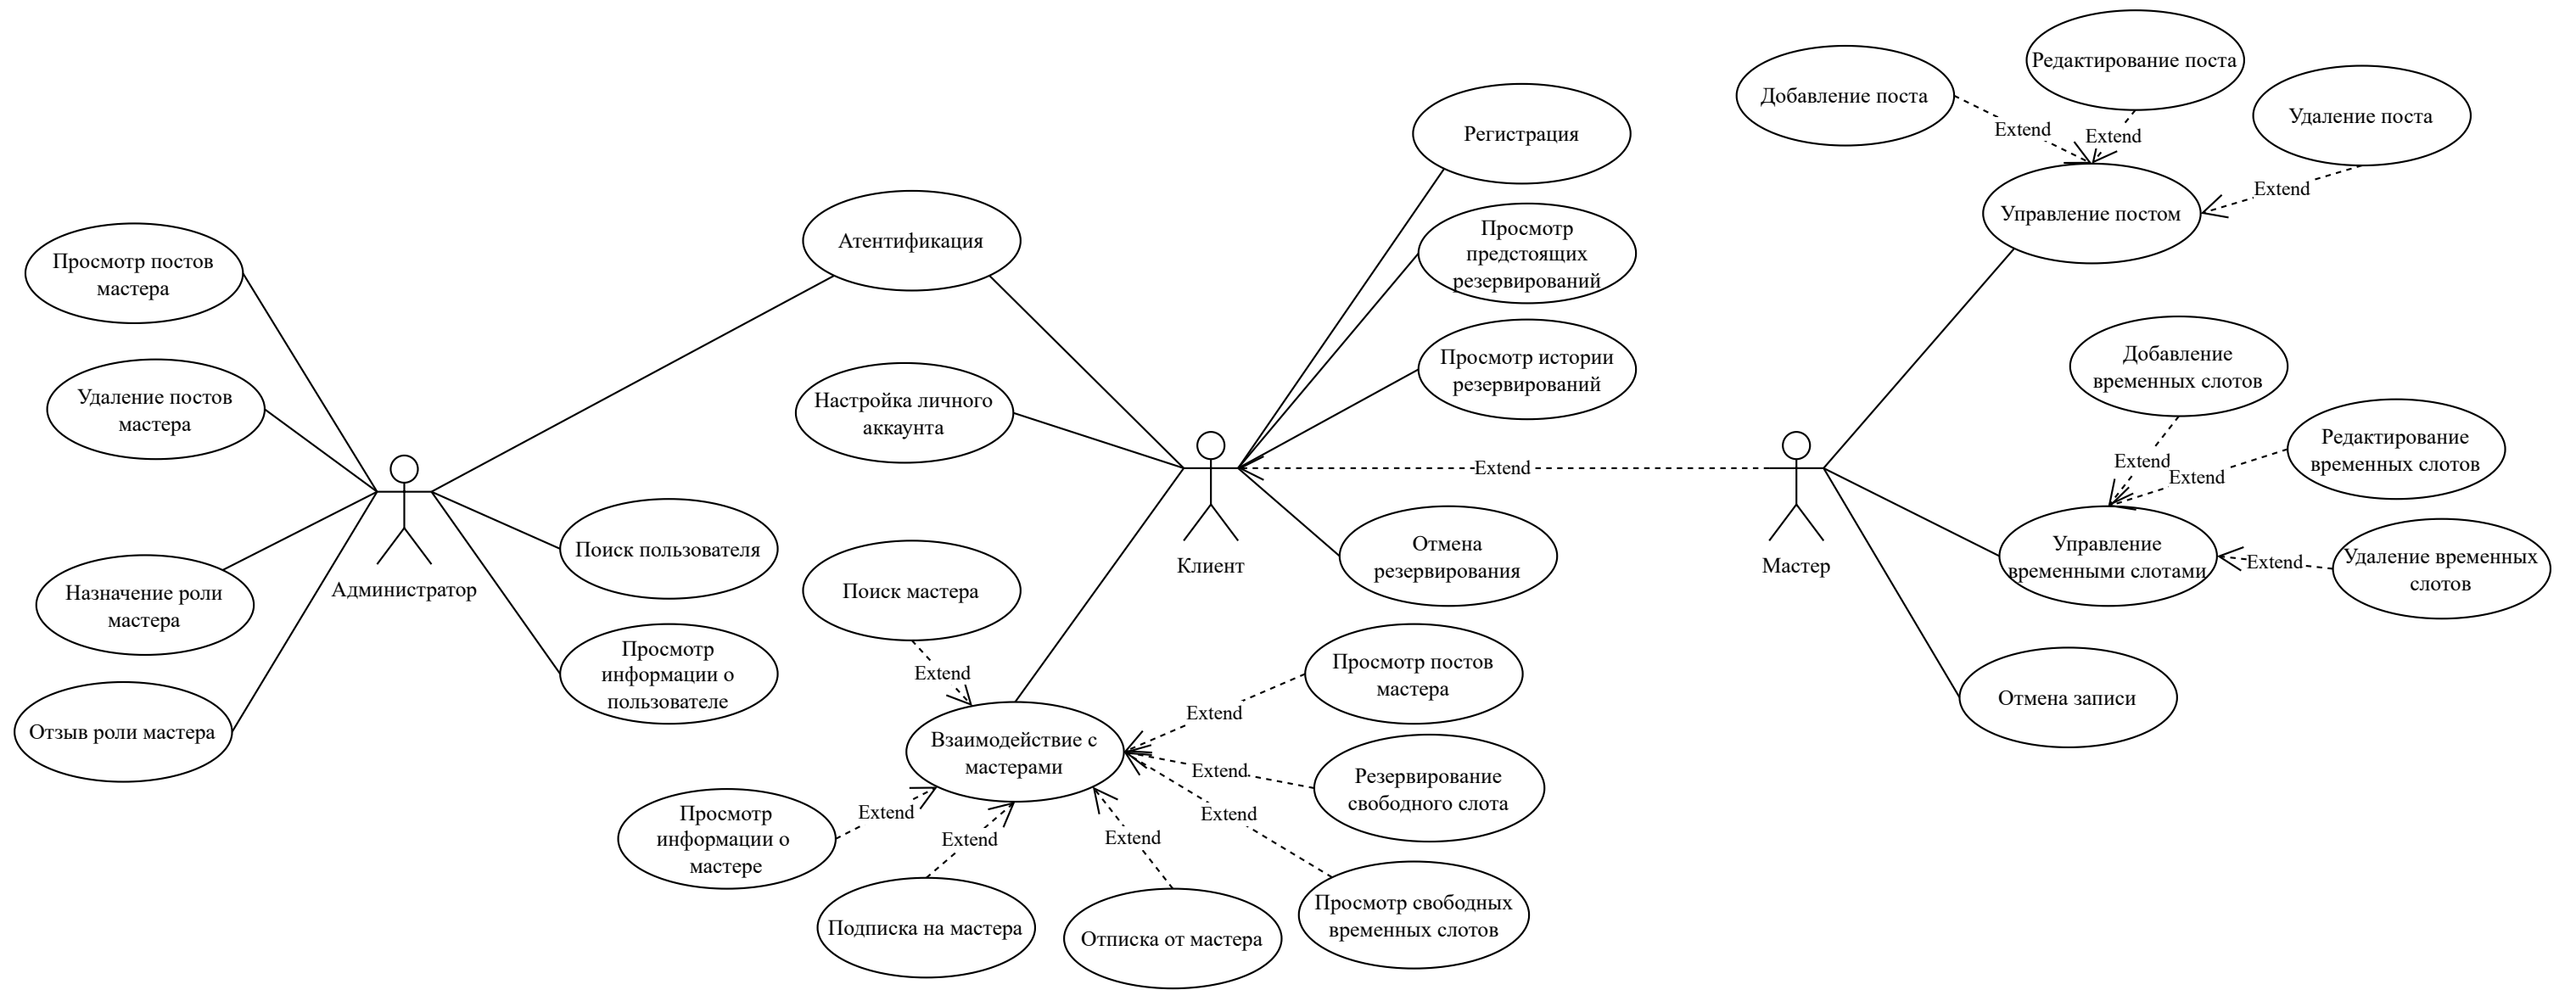 Редактирование поста
Добавление поста
Удаление поста
Extend
Extend
Extend
Управление постом
Регистрация
Атентификация
Просмотр
предстоящих
резервирований
Просмотр постов
мастера
Просмотр истории
резервирований
Добавление
временных слотов
Удаление постов
мастера
Настройка личного
аккаунта
Редактирование
временных слотов
Extend
Extend
Extend
Администратор
Клиент
Мастер
Поиск пользователя
Отмена
резервирования
Управление
временными слотами
Extend
Удаление временных
слотов
Назначение роли
мастера
Поиск мастера
Просмотр
информации о
пользователе
Extend
Просмотр постов
мастера
Отмена записи
Отзыв роли мастера
Extend
Взаимодействие с
мастерами
Extend
Резервирование
свободного слота
Просмотр
информации о
мастере
Extend
Extend
Extend
Extend
Подписка на мастера
Отписка от мастера
Просмотр свободных
временных слотов